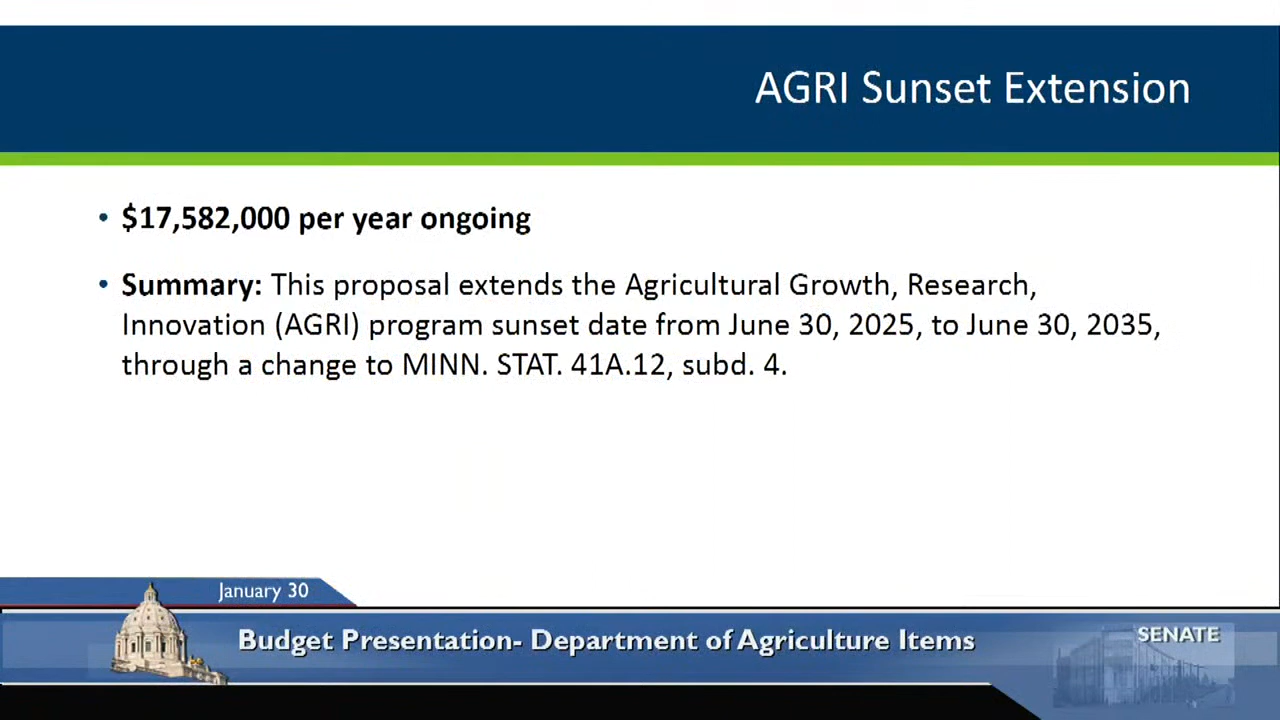 AGRI Sunset Extension
• $17,582,000 per year ongoing
• Summary: This proposal extends the Agricultural Growth, Research,
Innovation (AGRI) program sunset date from June 30, 2025, to June 30, 2035,
through a change to MINN. STAT. 41A.12, subd. 4.
January 30
Budget Presentation- Department of Agriculture Items
SENATE